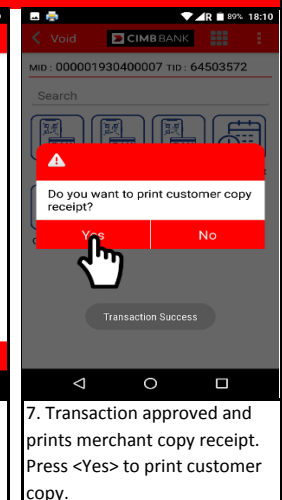 R 89% 18:10
Void CIMB BANK
MID : 000001930400007 TID : 64503572
Search
Do you want to print customer copy
receipt?
Yes No
Transaction Success
7. Transaction approved and
prints merchant copy receipt.
Press <Yes> to print customer
copy.